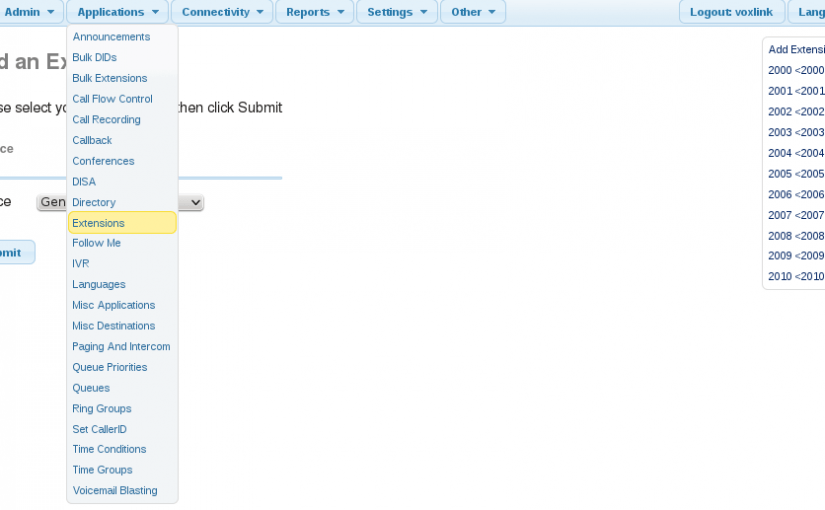 Admin Applications Connectivity Reports Settings Other Logout: voxlink Lang
Announcements
Bulk DIDs
Bulk Extensions
Call Flow Control
Call Recording
Callback
Conferences
DISA
Directory
Extensions
Follow Me
IVR
Languages
Misc Applications
Misc Destinations
Paging And Intercom
Queue Priorities
Queues
Ring Groups
Set CallerID
Time Conditions
Time Groups
Voicemail Blasting
d an Ex
se select yo then click Submit
ce
ce Gen
mit
Add Extensi
2000 <2000
2001 <2001
2002 <2002
2003 <2003
2004 <2004
2005 <2005
2006 <2006
2007 <2007
2008 <2008
2009 <2009
2010 <2010